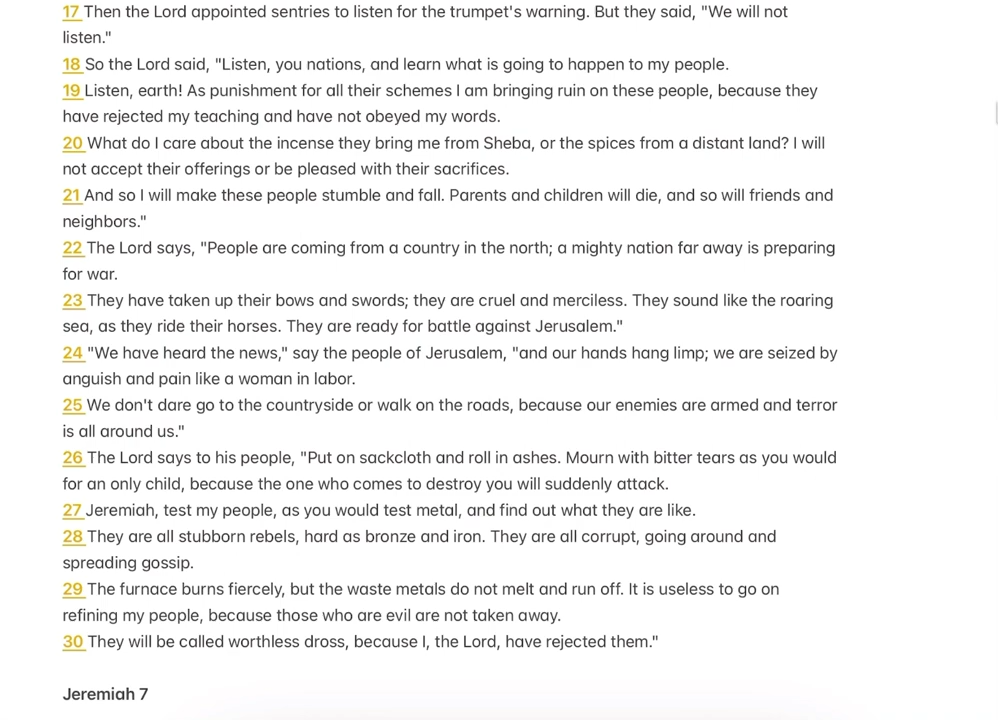 17 Then the Lord appointed sentries to listen for the trumpet's warning. But they said, "We will not
listen."
18 So the Lord said, "Listen, you nations, and learn what is going to happen to my people.
19 Listen, earth! As punishment for all their schemes I am bringing ruin on these people, because they
have rejected my teaching and have not obeyed my words.
20 What do I care about the incense they bring me from Sheba, or the spices from a distant land? I will
not accept their offerings or be pleased with their sacrifices.
21 And so I will make these people stumble and fall. Parents and children will die, and so will friends and
neighbors."
22 The Lord says, "People are coming from a country in the north; a mighty nation far away is preparing
for war.
23 They have taken up their bows and swords; they are cruel and merciless. They sound like the roaring
sea, as they ride their horses. They are ready for battle against Jerusalem."
24 "We have heard the news," say the people of Jerusalem, "and our hands hang limp; we are seized by
anguish and pain like a woman in labor.
25 We don't dare go to the countryside or walk on the roads, because our enemies are armed and terror
is all around us."
26 The Lord says to his people, "Put on sackcloth and roll in ashes. Mourn with bitter tears as you would
for an only child, because the one who comes to destroy you will suddenly attack.
27 Jeremiah, test my people, as you would test metal, and find out what they are like.
28 They are all stubborn rebels, hard as bronze and iron. They are all corrupt, going around and
spreading gossip.
29 The furnace burns fiercely, but the waste metals do not melt and run off. It is useless to go on
refining my people, because those who are evil are not taken away.
30 They will be called worthless dross, because I, the Lord, have rejected them."
Jeremiah 7